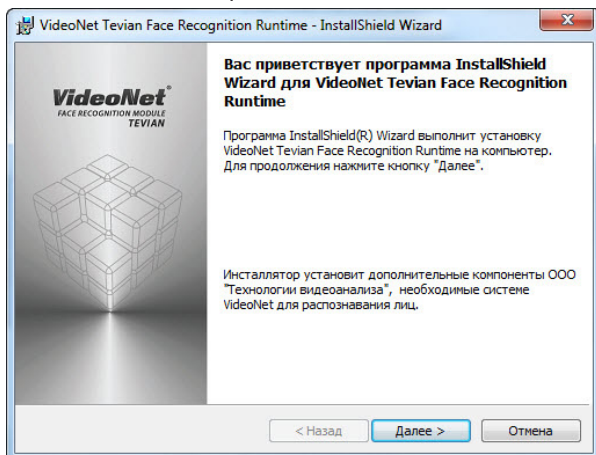 VideoNet Tevian Face Recognition Runtime - InstallShield Wizard
VideoNet®
FACE RECOGNITION MODULE
TEVIAN
Вас приветствует программа InstallShield
Wizard для VideoNet Tevian Face Recognition
Runtime
Программа InstallShield(R) Wizard выполнит установку
VideoNet Tevian Face Recognition Runtime на компьютер.
Для продолжения нажмите кнопку "Далее".
Инсталлятор установит дополнительные компоненты ООО
"Технологии видеоанализа", необходимые системе
VideoNet для распознавания лиц.
< Назад
Далее >
Отмена